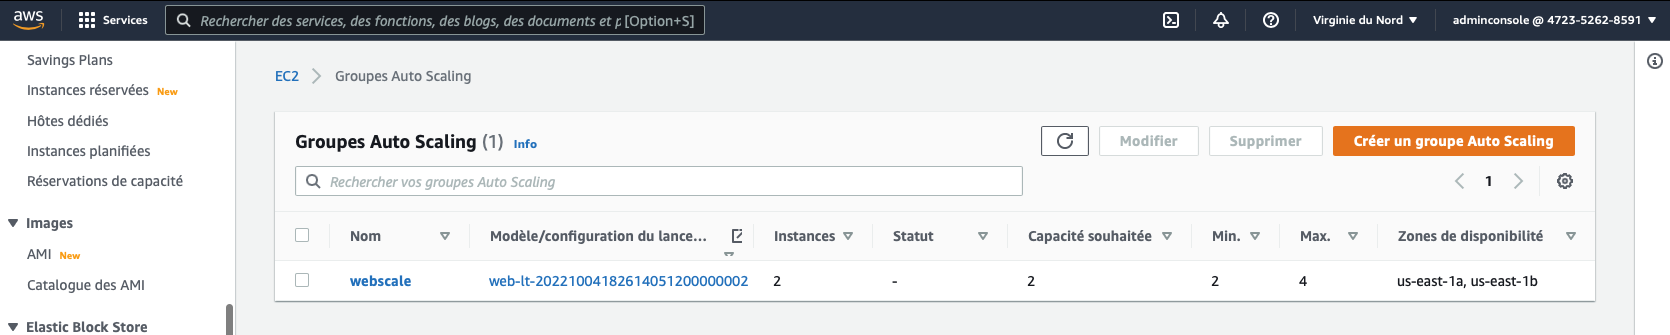 aws Services Rechercher des services, des fonctions, des blogs, des documents et p [Option+S] Virginie du Nord adminconsole @ 4723-5262-8591
Savings Plans
Instances réservées New
Hôtes dédiés
Instances planifiées
Réservations de capacité
Images
AMI New
Catalogue des AMI
Elastic Block Store
EC2 Groupes Auto Scaling
Groupes Auto Scaling (1) Info Modifier Supprimer Créer un groupe Auto Scaling
Rechercher vos groupes Auto Scaling 1
Nom Modèle/configuration du lance... Instances Statut Capacité souhaitée Min. Max. Zones de disponibilité
webscale web-lt-20221004182614051200000002 2 - 2 2 4 us-east-1a, us-east-1b